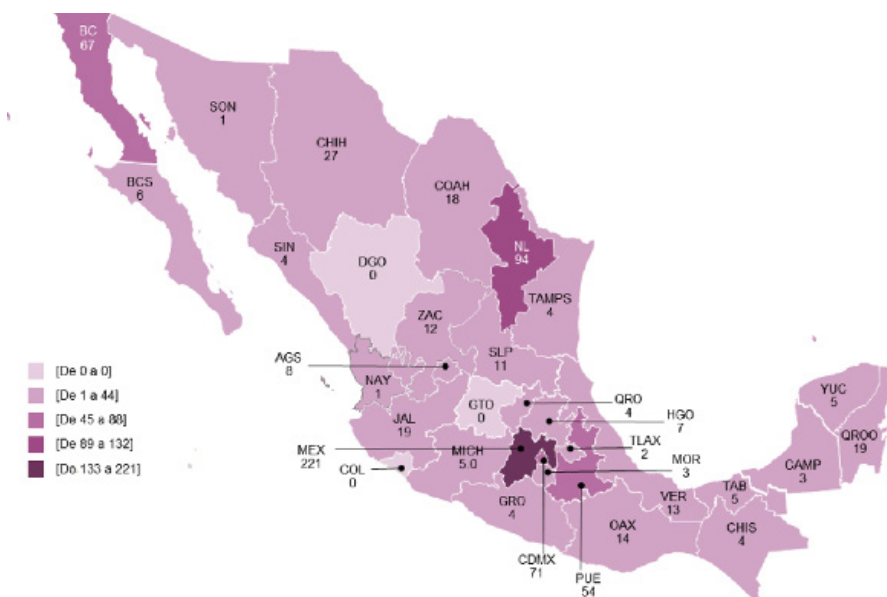 BC
67
SON
1
CHIH
27
COAH
18
BCS
6
SIN
4
DGO
0
NL
94
TAMPS
4
ZAC
12
SLP
11
AGS
8
NAY
1
GTO
0
QRO
4
HGO
7
JAL
19
MEX
221
MICH
5.0
TLAX
2
MOR
3
COL
0
GRO
4
CDMX
71
PUE
54
OAX
14
VER
13
TAB
5
CHIS
4
CAMP
3
YUC
5
QROO
19
[De 0 a 0]
[De 1 a 44]
[De 45 a 88]
[De 89 a 132]
[De 133 a 221]